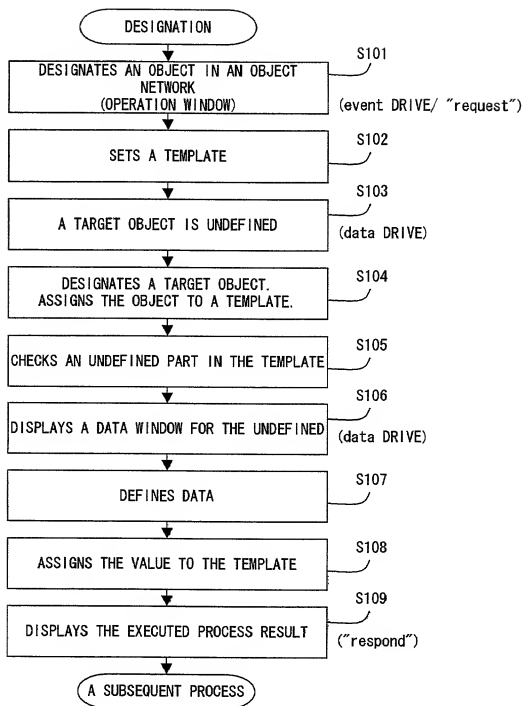 DESIGNATION
S101
DESIGNATES AN OBJECT IN AN OBJECT
NETWORK
(OPERATION WINDOW)
(event DRIVE/ "request")
S102
SETS A TEMPLATE
S103
A TARGET OBJECT IS UNDEFINED
(data DRIVE)
S104
DESIGNATES A TARGET OBJECT.
ASSIGNS THE OBJECT TO A TEMPLATE.
S105
CHECKS AN UNDEFINED PART IN THE TEMPLATE
S106
DISPLAYS A DATA WINDOW FOR THE UNDEFINED
(data DRIVE)
S107
DEFINES DATA
S108
ASSIGNS THE VALUE TO THE TEMPLATE
S109
DISPLAYS THE EXECUTED PROCESS RESULT
("respond")
A SUBSEQUENT PROCESS